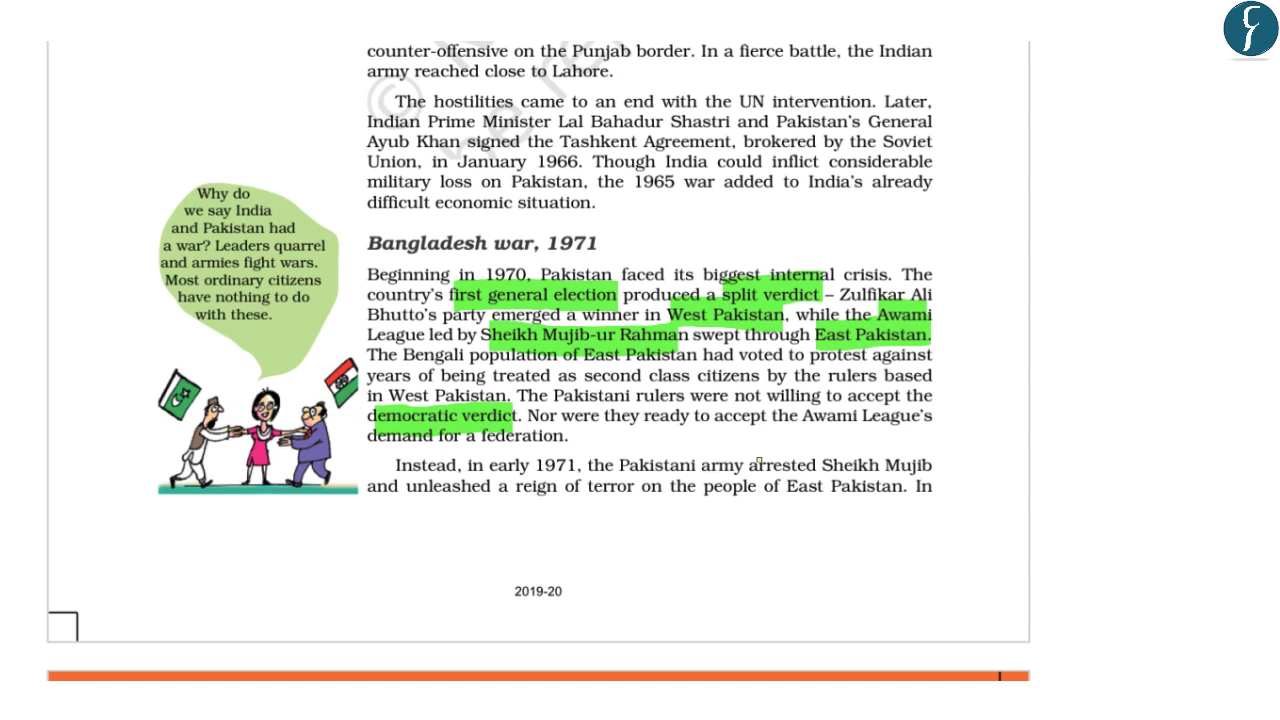 counter-offensive on the Punjab border. In a fierce battle, the Indian
army reached close to Lahore.
The hostilities came to an end with the UN intervention. Later,
Indian Prime Minister Lal Bahadur Shastri and Pakistan's General
Ayub Khan signed the Tashkent Agreement, brokered by the Soviet
Union, in January 1966. Though India could inflict considerable
military loss on Pakistan, the 1965 war added to India's already
difficult economic situation.
Why do
we say India
and Pakistan had
a war? Leaders quarrel
and armies fight wars.
Most ordinary citizens
have nothing to do
with these.
Bangladesh war, 1971
Beginning in 1970, Pakistan faced its biggest internal crisis. The
country's first general election produced a split verdict – Zulfikar Ali
Bhutto's party emerged a winner in West Pakistan, while the Awami
League led by Sheikh Mujib-ur Rahman swept through East Pakistan.
The Bengali population of East Pakistan had voted to protest against
years of being treated as second class citizens by the rulers based
in West Pakistan. The Pakistani rulers were not willing to accept the
democratic verdict. Nor were they ready to accept the Awami League's
demand for a federation.
Instead, in early 1971, the Pakistani army arrested Sheikh Mujib
and unleashed a reign of terror on the people of East Pakistan. In
2019-20